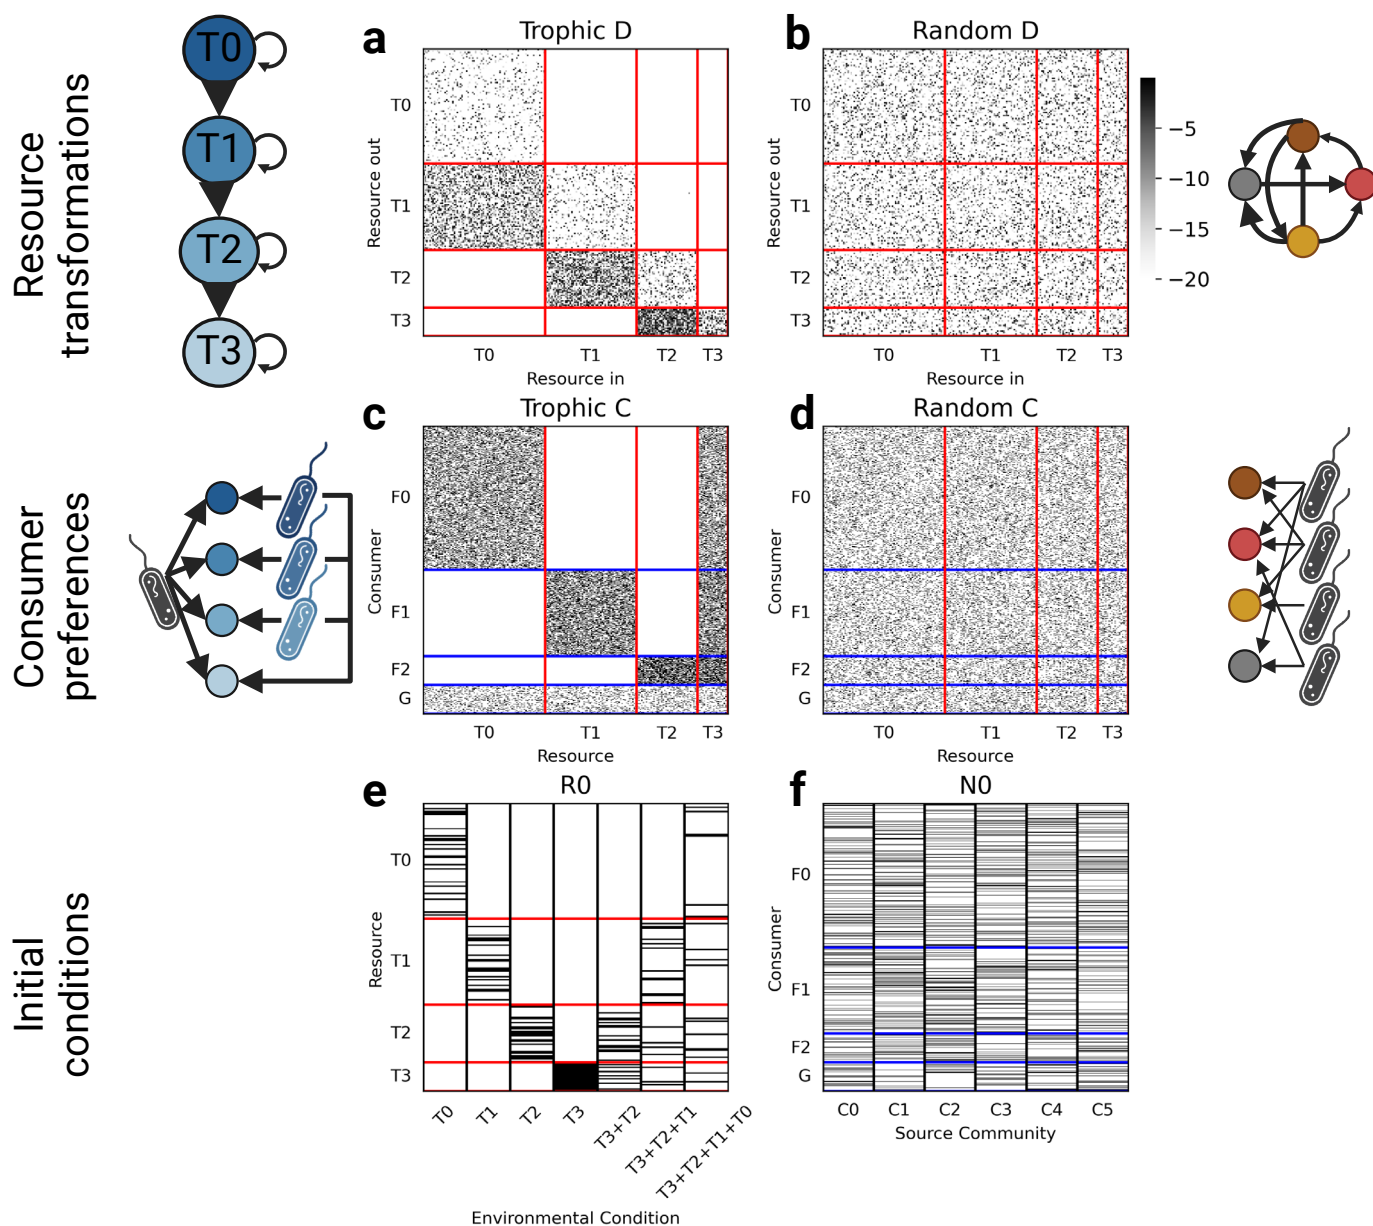 Resource
transformations
T0
T1
T2
T3
a
Trophic D
Resource out
T0
T1
T2
T3
T0 T1 T2 T3
Resource in
b
Random D
Resource out
T0
T1
T2
T3
T0 T1 T2 T3
Resource in
−5
−10
−15
−20
Consumer
preferences
c
Trophic C
Consumer
F0
F1
F2
G
T0 T1 T2 T3
Resource
d
Random C
Consumer
F0
F1
F2
G
T0 T1 T2 T3
Resource
Initial
conditions
e
R0
Resource
T0
T1
T2
T3
T0 T1 T2 T3 T3+T2 T3+T2+T1 T3+T2+T1+T0
Environmental Condition
f
N0
Consumer
F0
F1
F2
G
C0 C1 C2 C3 C4 C5
Source Community